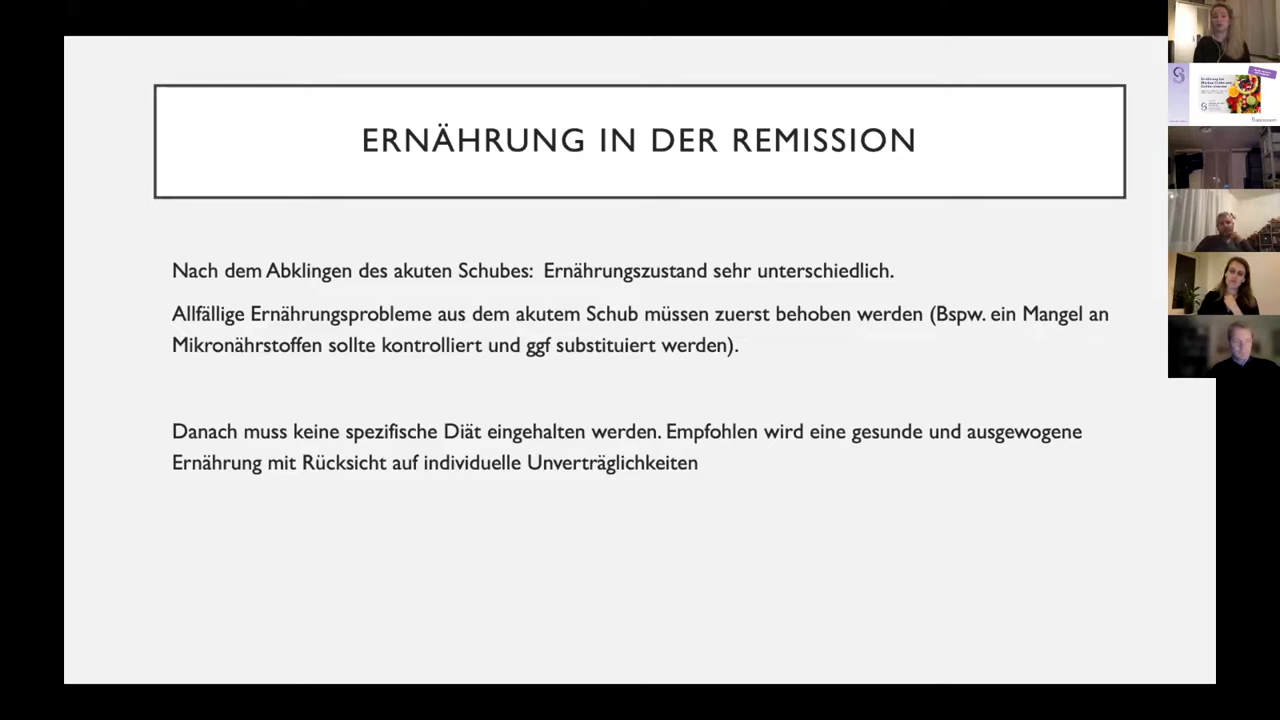 ERNÄHRUNG IN DER REMISSION
Nach dem Abklingen des akuten Schubes: Ernährungszustand sehr unterschiedlich.
Allfällige Ernährungsprobleme aus dem akutem Schub müssen zuerst behoben werden (Bspw. ein Mangel an
Mikronährstoffen sollte kontrolliert und ggf substituiert werden).
Danach muss keine spezifische Diät eingehalten werden. Empfohlen wird eine gesunde und ausgewogene
Ernährung mit Rücksicht auf individuelle Unverträglichkeiten